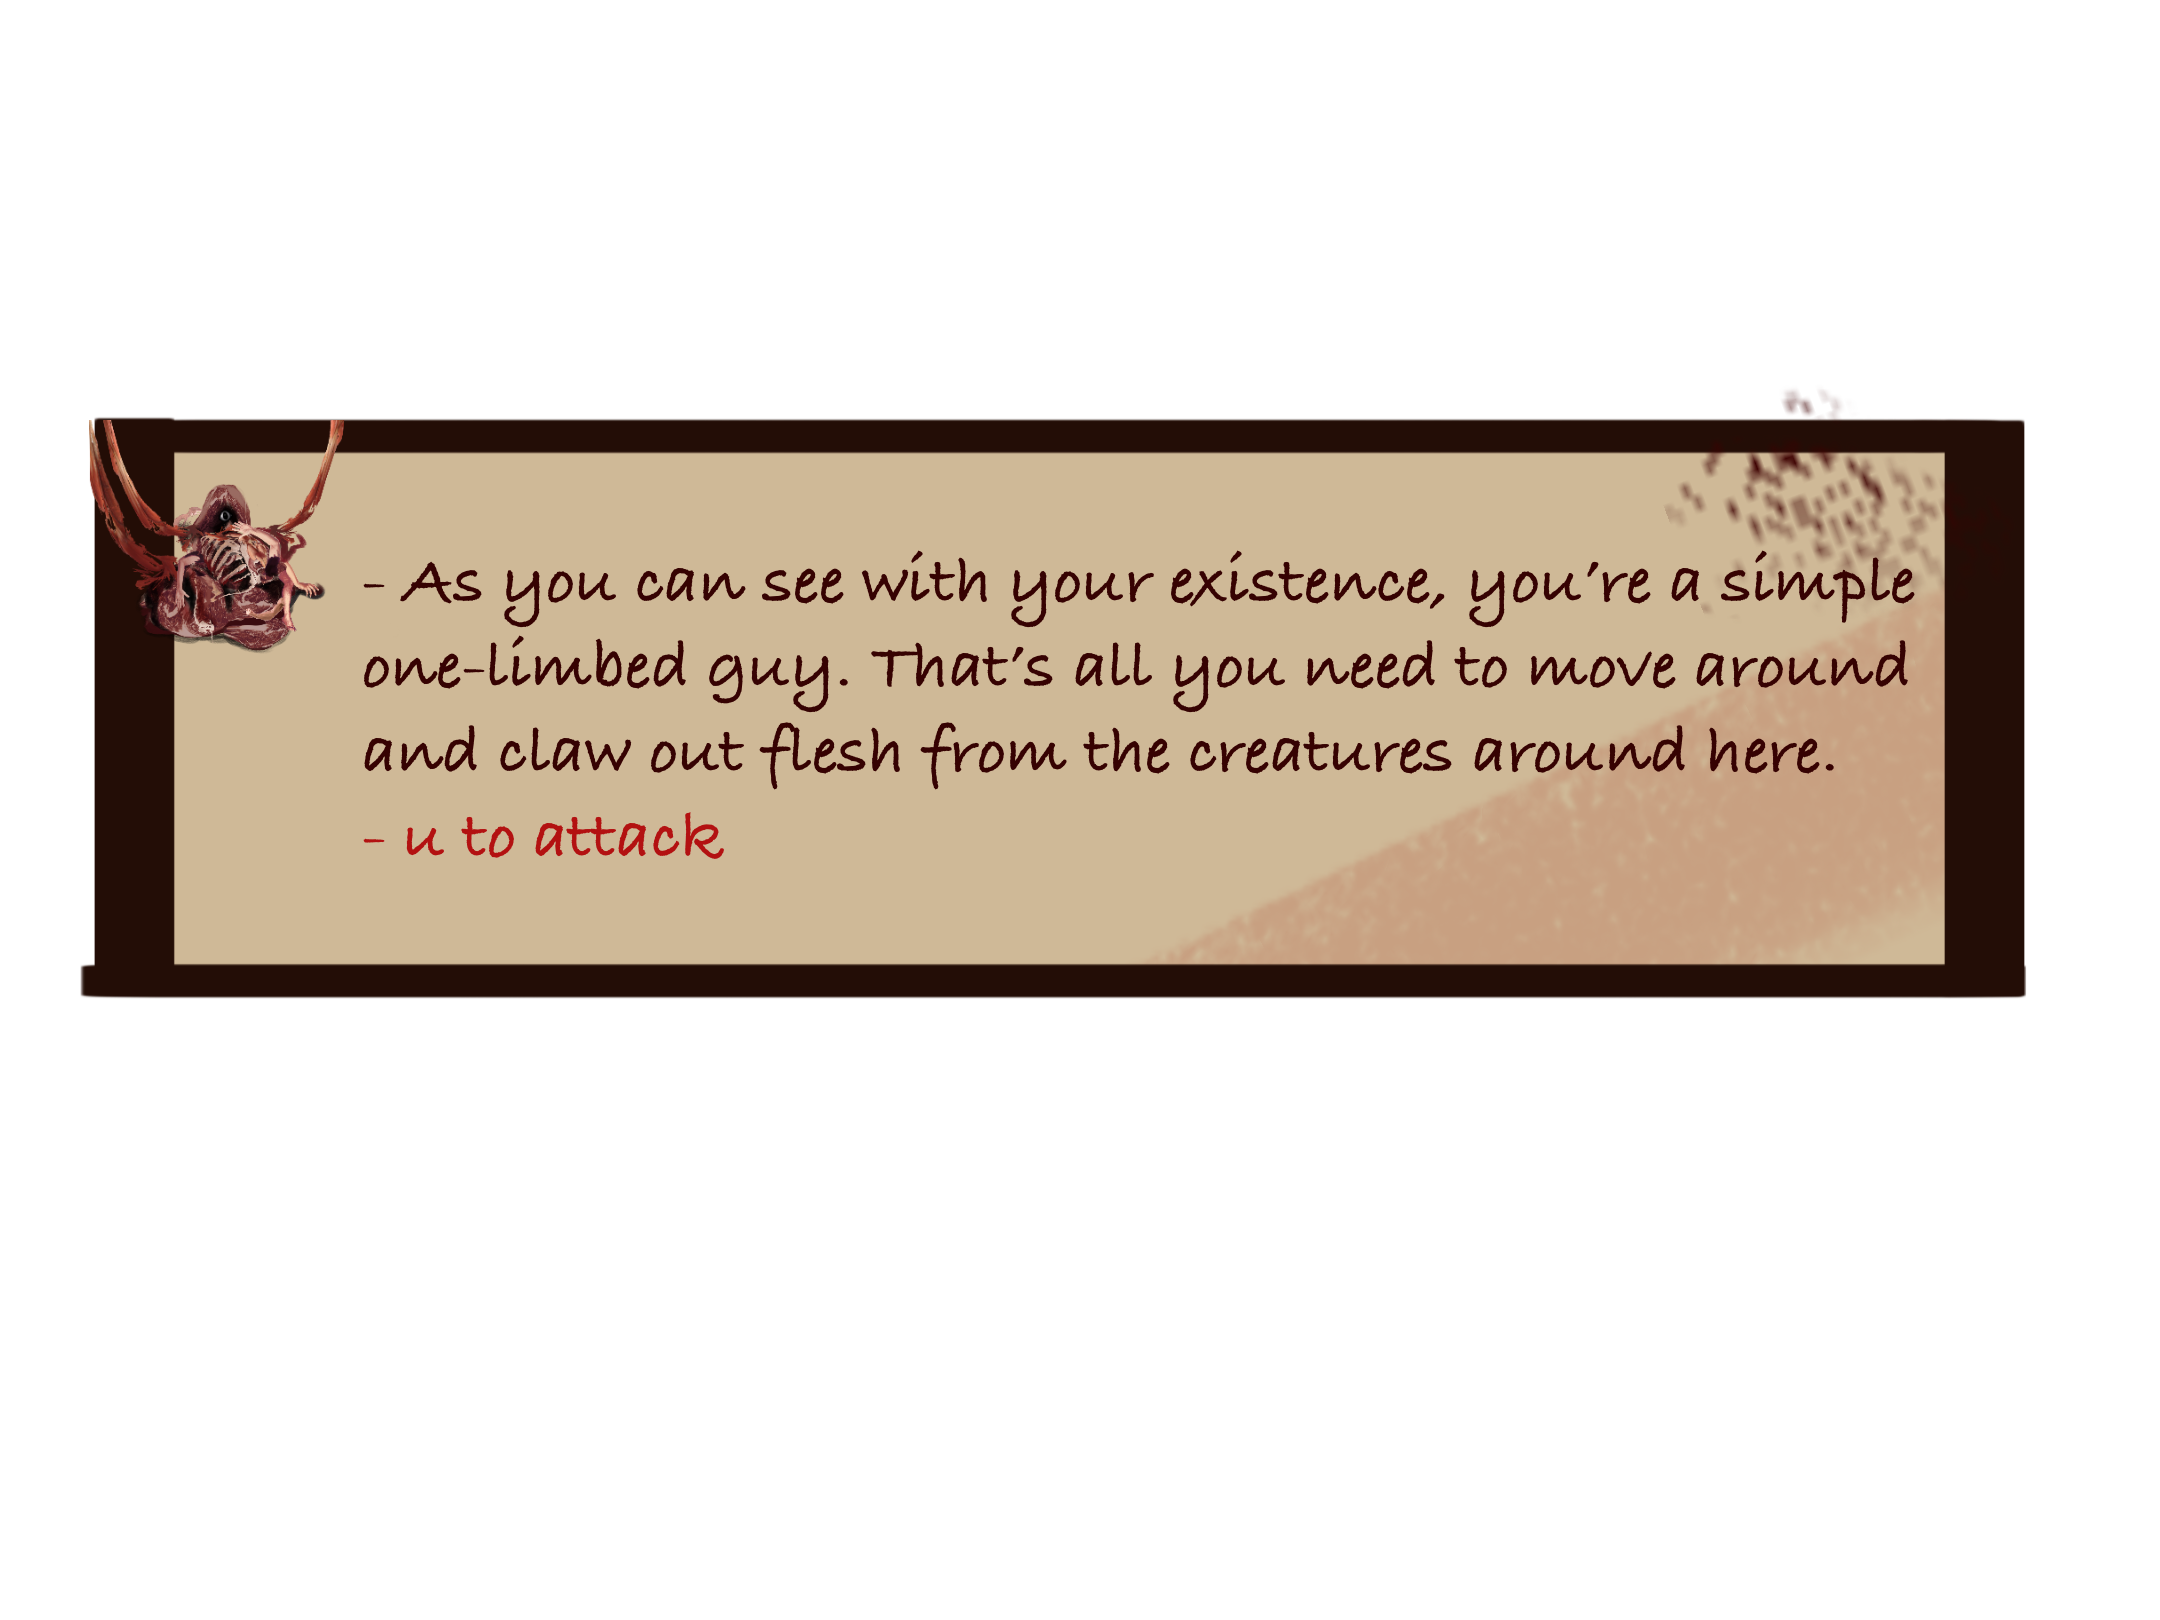 - As you can see with your existence, you're a simple
one-limbed guy. That's all you need to move around
and claw out flesh from the creatures around here.
- u to attack